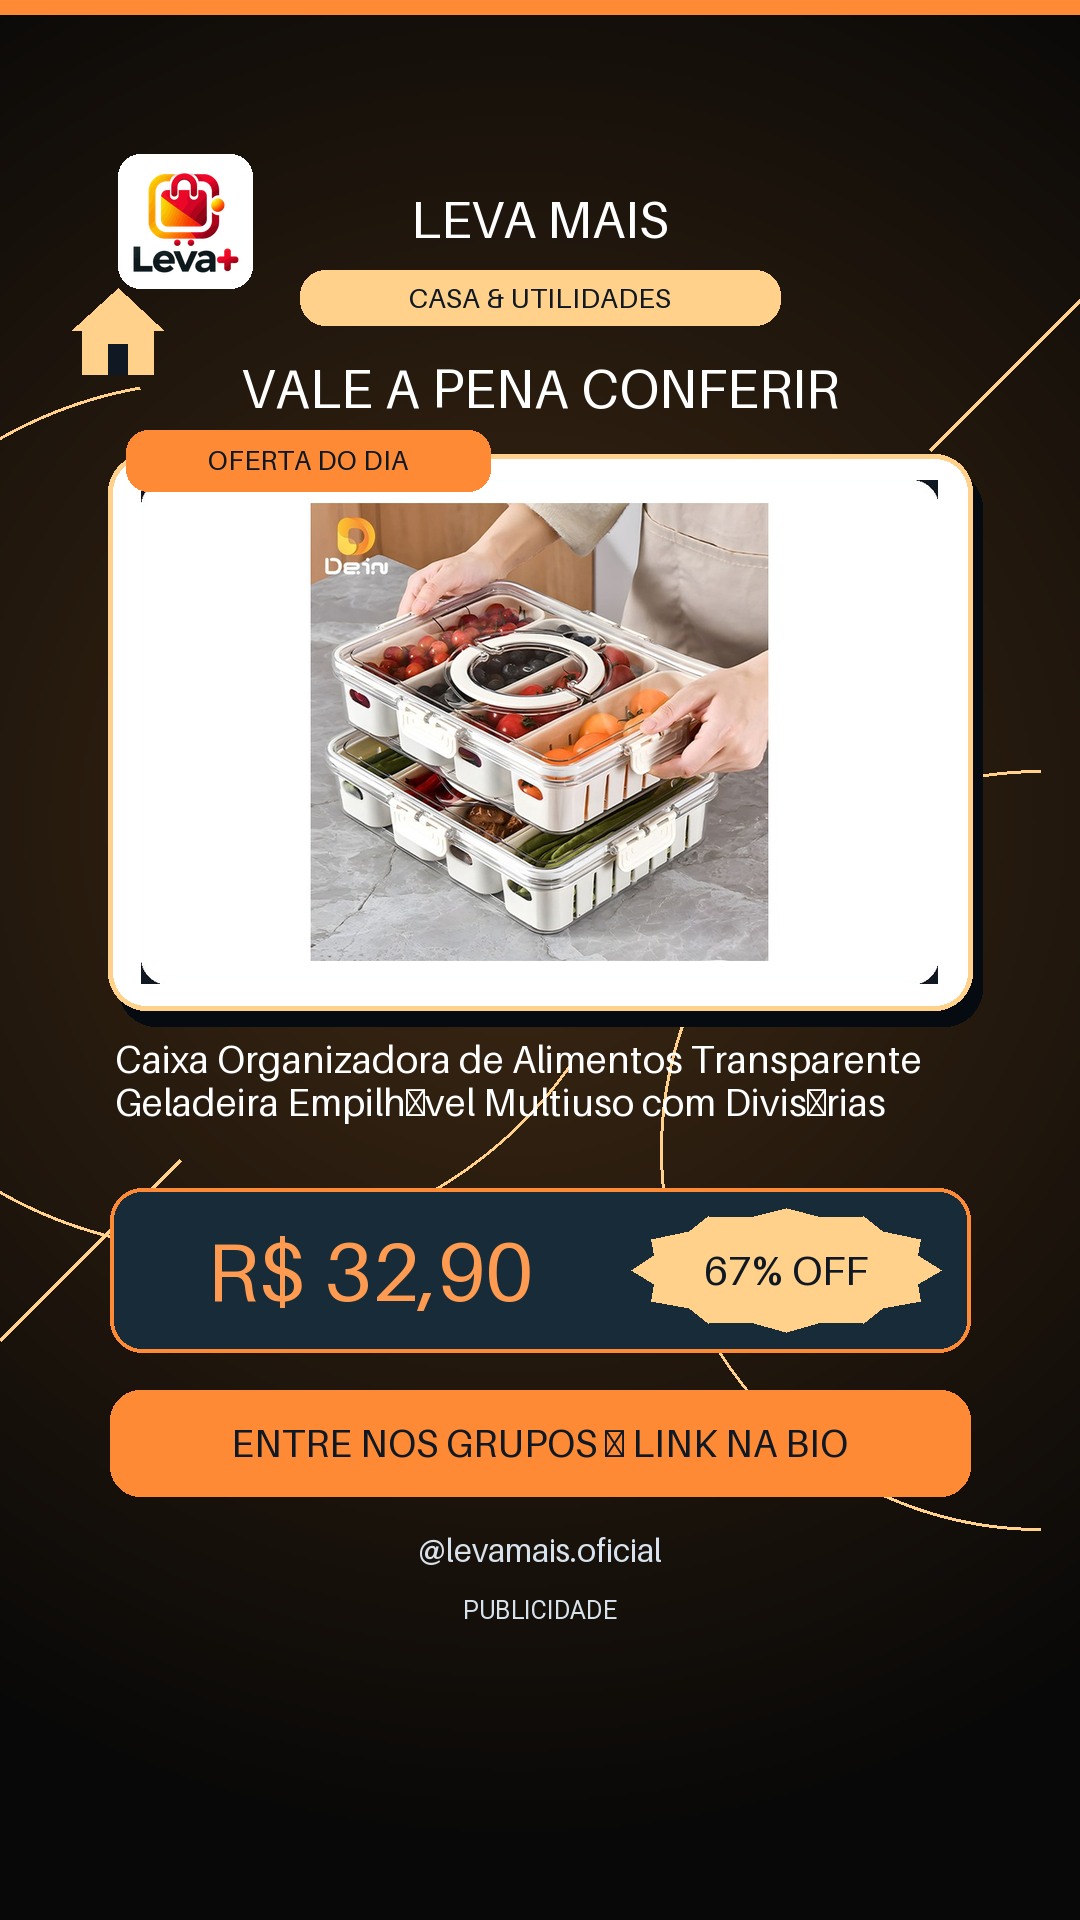 Leva+
LEVA MAIS
CASA & UTILIDADES
VALE A PENA CONFERIR
OFERTA DO DIA
Dein
Caixa Organizadora de Alimentos Transparente
Geladeira Empilh☒vel Multiuso com Divis☒rias
R$ 32,90
67% OFF
ENTRE NOS GRUPOS ☒ LINK NA BIO
@levamais.oficial
PUBLICIDADE